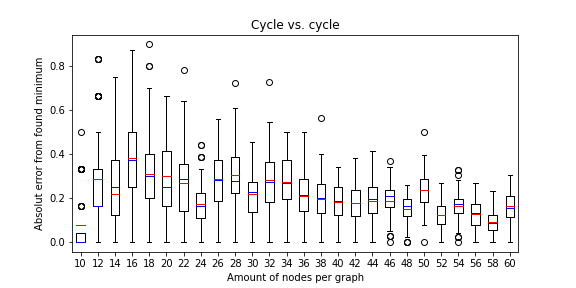 Cycle vs. cycle
Absolut error from found minimum
0.8
0.6
0.4
0.2
0.0
10 12 14 16 18 20 22 24 26 28 30 32 34 36 38 40 42 44 46 48 50 52 54 56 58 60
Amount of nodes per graph